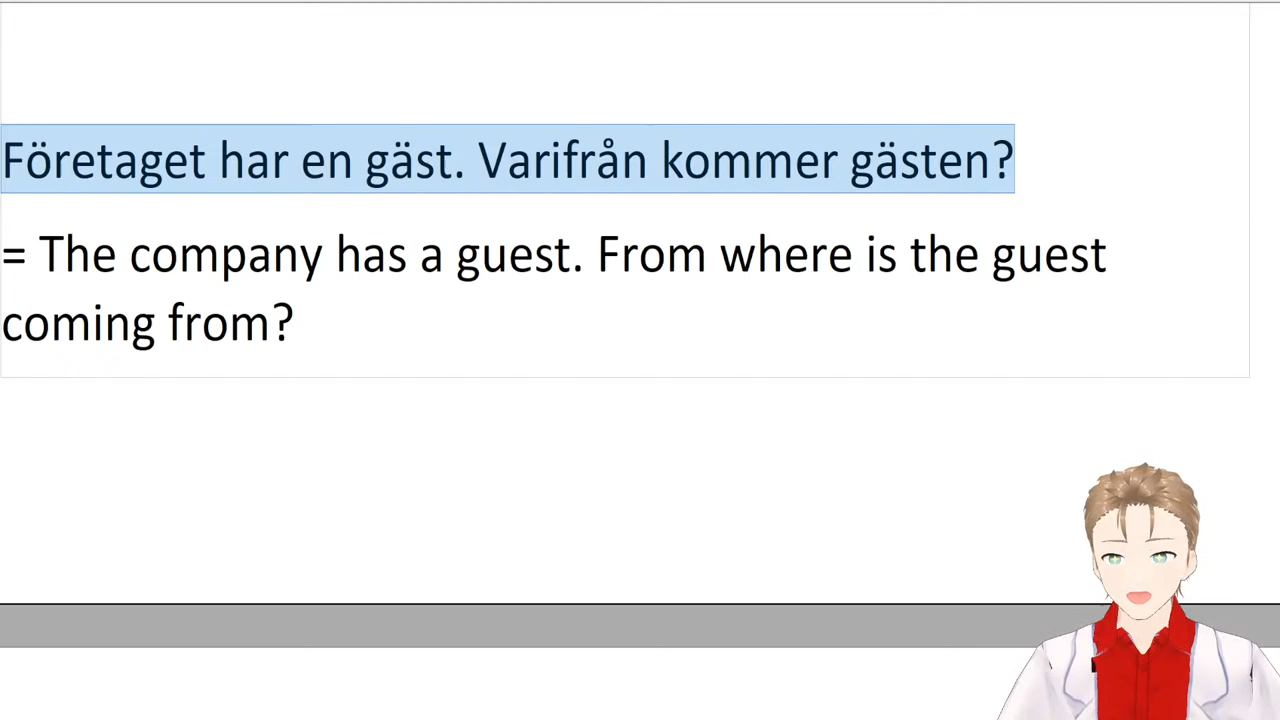 Företaget har en gäst. Varifrån kommer gästen?
= The company has a guest. From where is the guest
coming from?